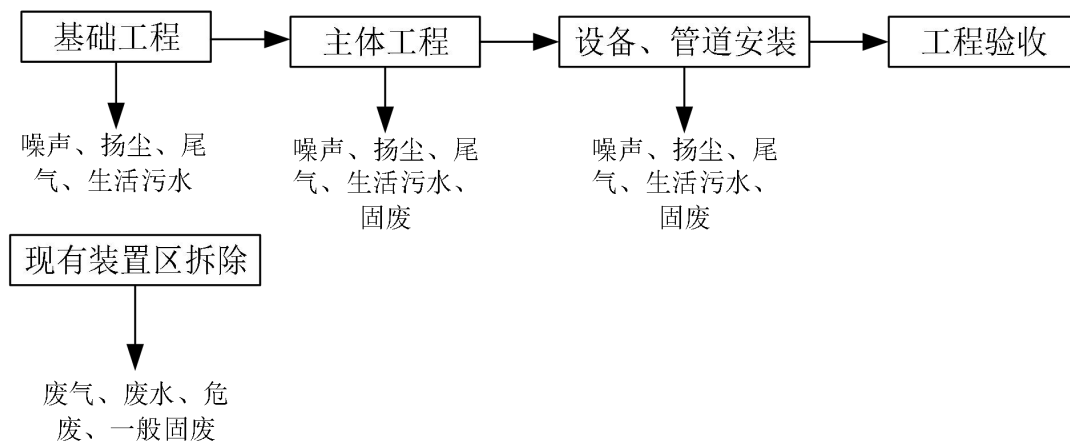 基础工程
主体工程
设备、管道安装
工程验收
噪声、扬尘、尾
气、生活污水
噪声、扬尘、尾
气、生活污水、
固废
噪声、扬尘、尾
气、生活污水、
固废
现有装置区拆除
废气、废水、危
废、一般固废